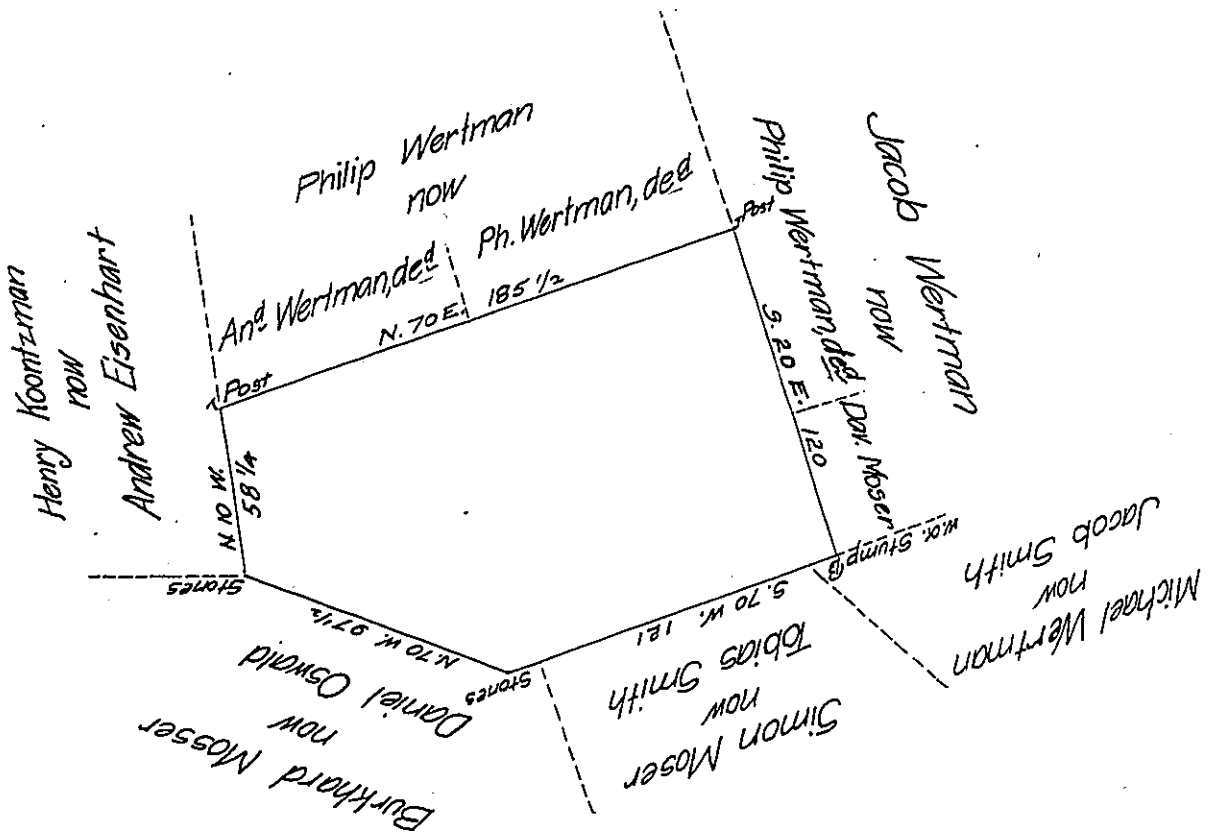 Henry Koontzman
now
Andrew Eisenhart
Philip Wertman
now
And Wertman, decd
Ph. Wertman, decd
Jacob Wertman
now
Philip Wertman, decd
Dav. Moser
Post
N. 70 E. 185 1/2
Post
S. 20 E. 120
w.o. Stump
S. 70 W. 121
Stones
N. 70 W. 97 1/2
Stones
N. 10 W.
58 1/4
Michael Wertman
now
Jacob Smith
Simon Moser
now
Tobias Smith
Burkhard Mosser
now
Daniel Oswald